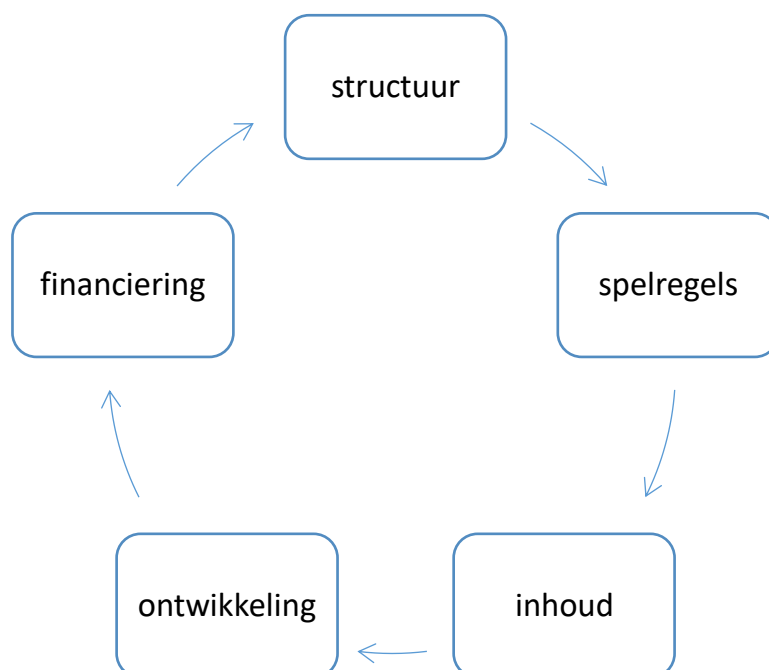 structuur
spelregels
inhoud
ontwikkeling
financiering